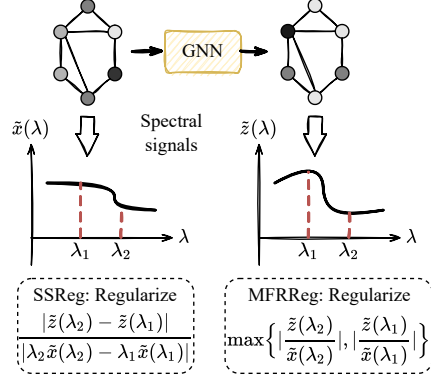 GNN
x̃(λ)
Spectral
signals
z̃(λ)
λ₁ λ₂ λ
λ₁ λ₂ λ
SSReg: Regularize
|z̃(λ₂) − z̃(λ₁)|
|λ₂x̃(λ₂) − λ₁x̃(λ₁)|
MFRReg: Regularize
max{|z̃(λ₂)/x̃(λ₂)|, |z̃(λ₁)/x̃(λ₁)|}